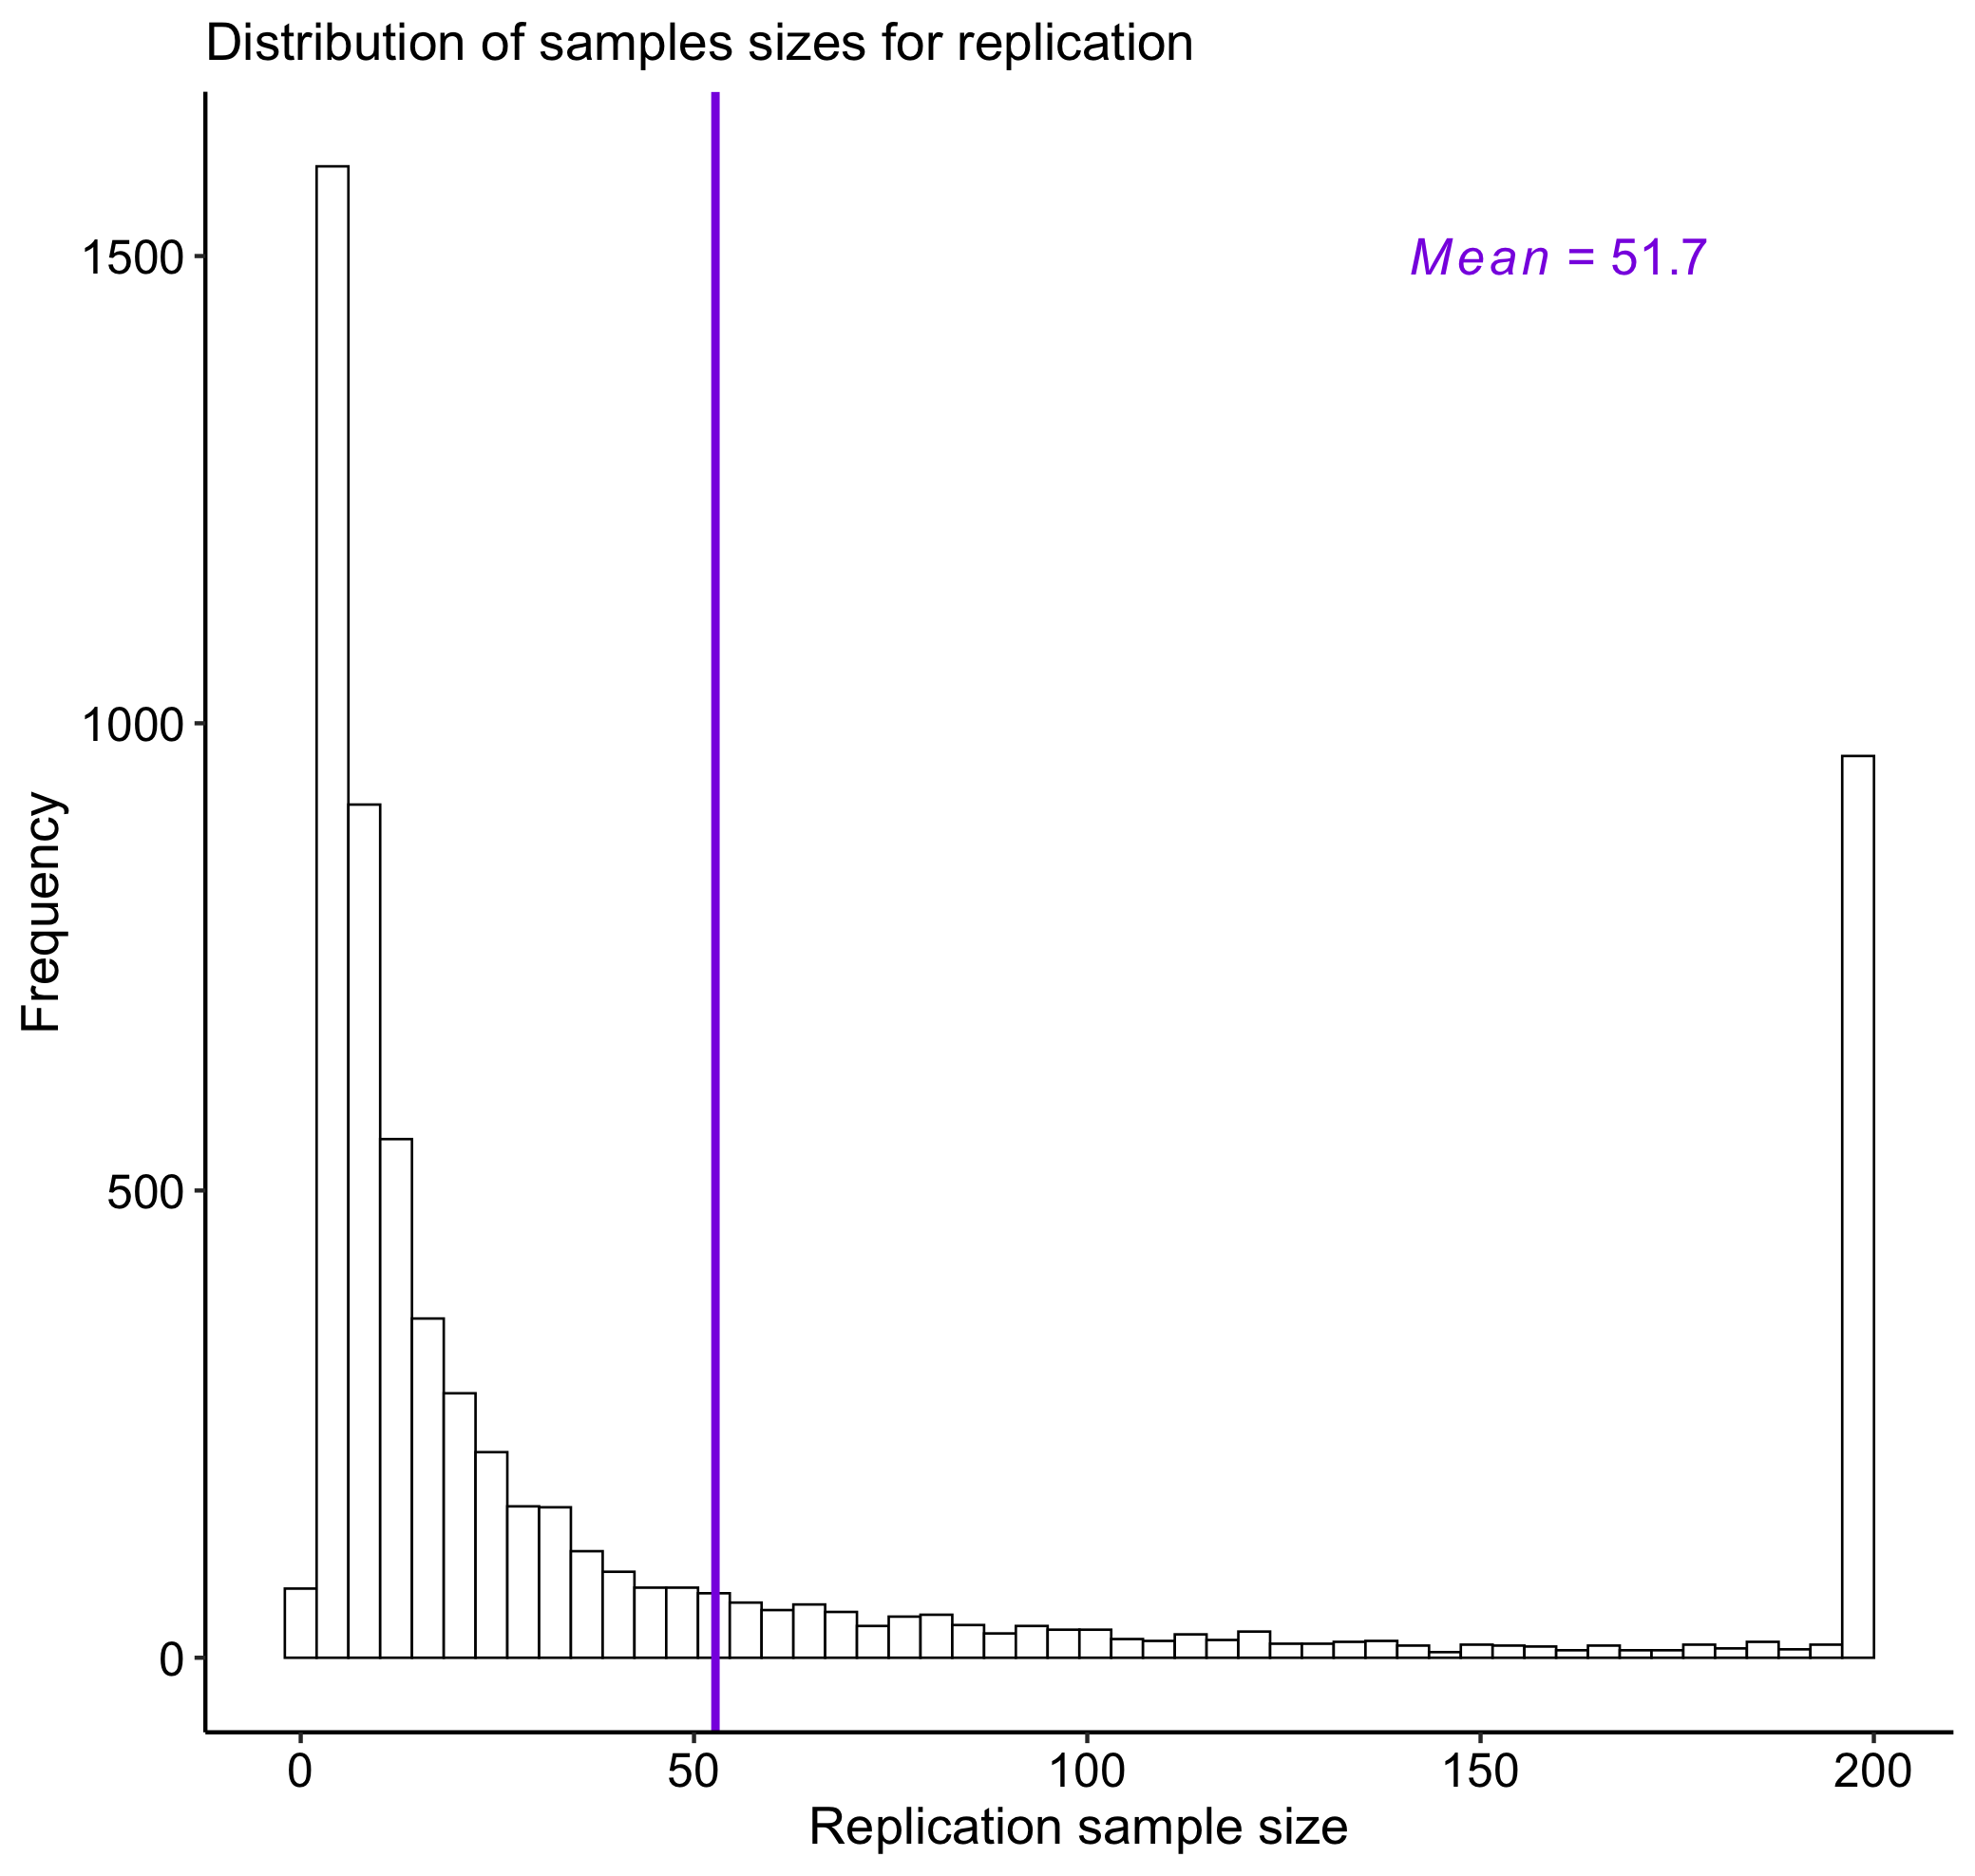 Distribution of samples sizes for replication
Mean = 51.7
1500
1000
500
0
Frequency
0 50 100 150 200
Replication sample size